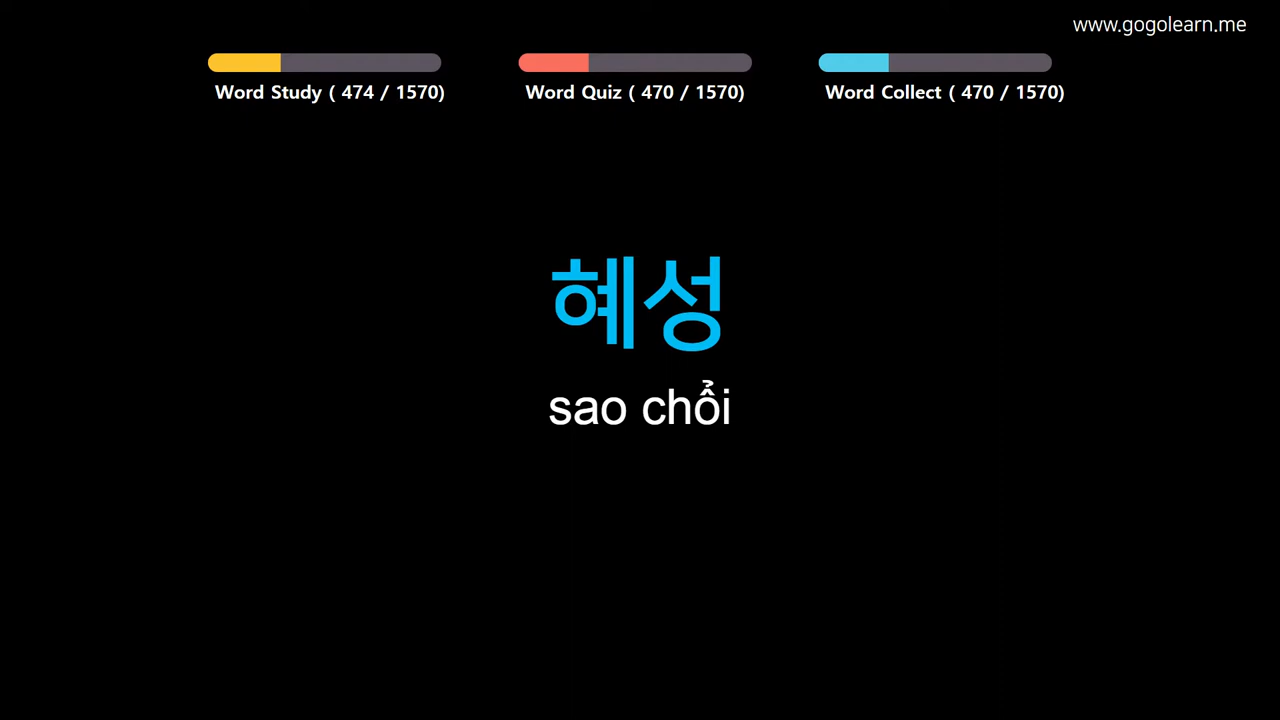 www.gogolearn.me
Word Study ( 474 / 1570)
Word Quiz ( 470 / 1570)
Word Collect ( 470 / 1570)
혜성
sao chổi